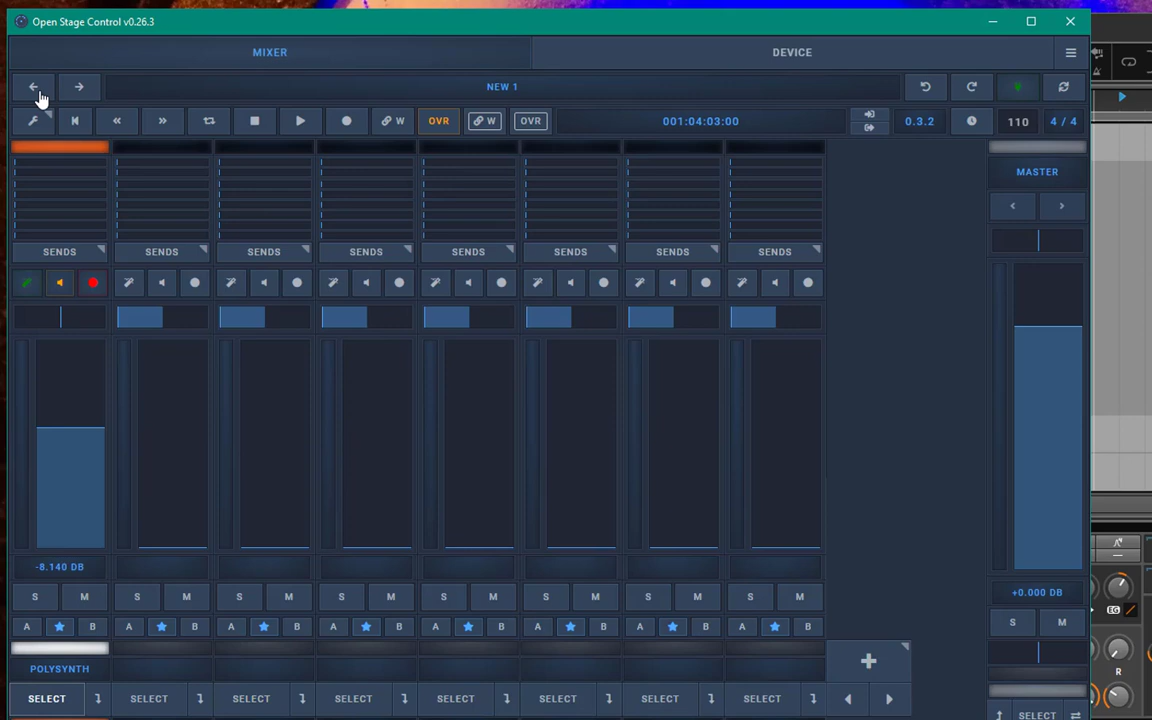 Open Stage Control v0.26.3
MIXER DEVICE
NEW 1
W OVR W OVR 001:04:03:00 0.3.2 110 4 / 4
MASTER
SENDS SENDS SENDS SENDS SENDS SENDS SENDS SENDS
-8.140 DB
+0.000 DB
S M S M S M S M S M S M S M S M
S M
A B A B A B A B A B A B A B A B
EG
POLYSYNTH
R
SELECT SELECT SELECT SELECT SELECT SELECT SELECT SELECT
SELECT